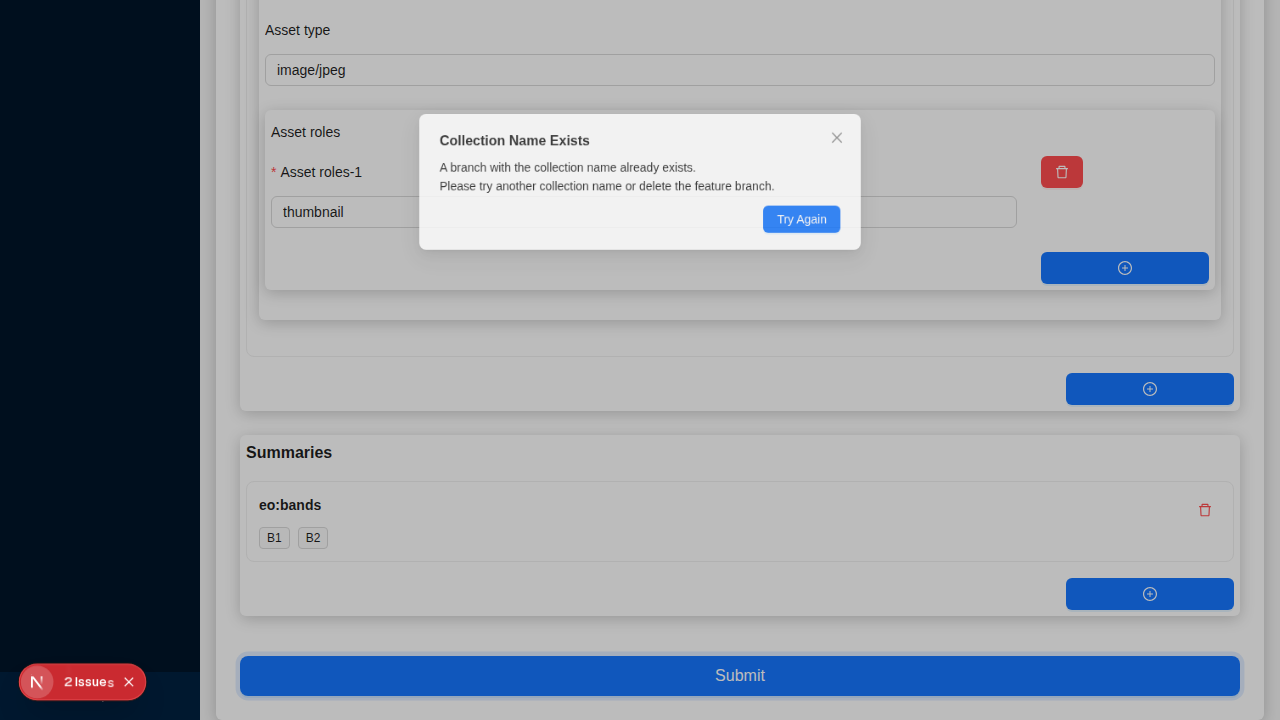 Asset type
image/jpeg
Asset roles
Collection Name Exists
A branch with the collection name already exists.
* Asset roles-1
Please try another collection name or delete the feature branch.
thumbnail
Try Again
Summaries
eo:bands
B1 B2
Submit
2 Issues